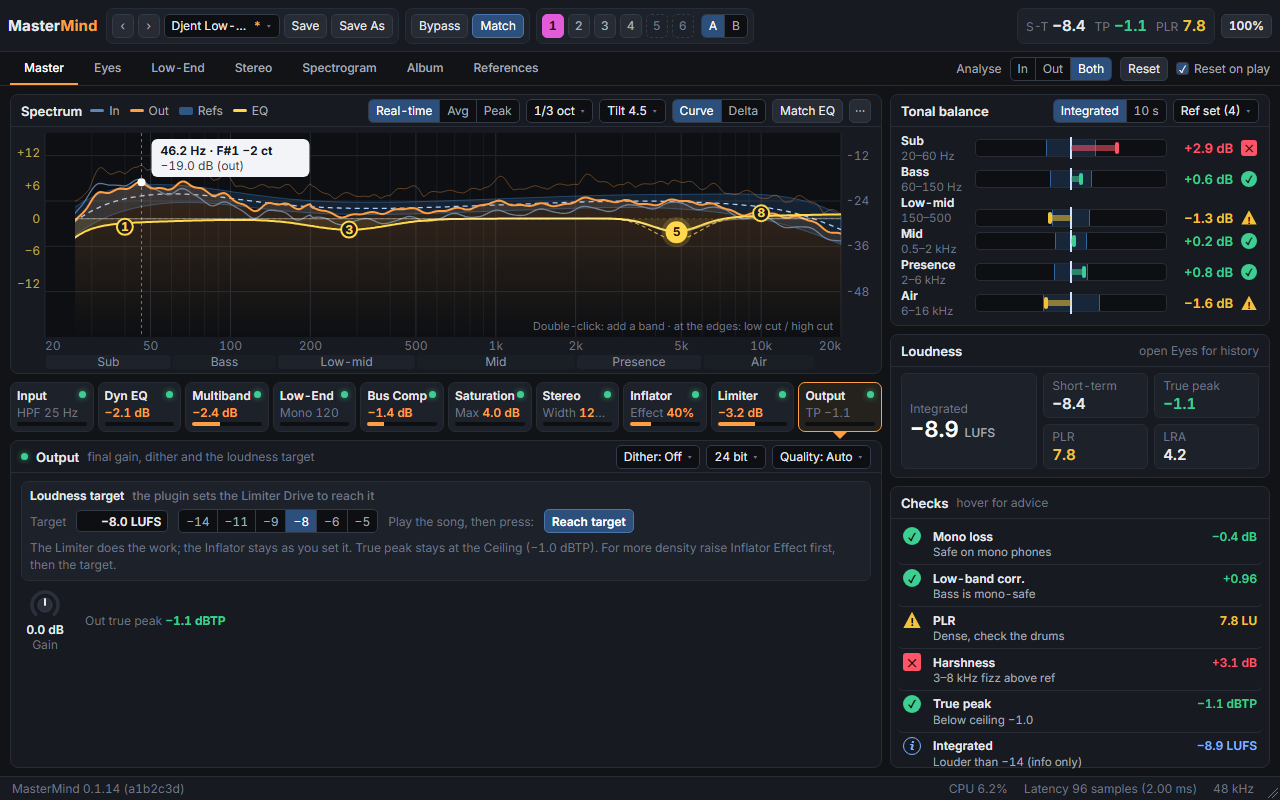 MasterMind
‹ › Djent Low-... * Save Save As Bypass Match 1 2 3 4 5 6 A B S-T −8.4 TP −1.1 PLR 7.8 100%
Master Eyes Low-End Stereo Spectrogram Album References Analyse In Out Both Reset Reset on play
Spectrum In Out Refs EQ Real-time Avg Peak 1/3 oct Tilt 4.5 Curve Delta Match EQ ...
46.2 Hz · F#1 −2 ct
−19.0 dB (out)
+12 −12
+6 −24
0
−6 −36
−12 −48
1 3 5 8
Double-click: add a band · at the edges: low cut / high cut
20 50 100 200 500 1k 2k 5k 10k 20k
Sub Bass Low-mid Mid Presence Air
Tonal balance Integrated 10 s Ref set (4)
Sub
20–60 Hz +2.9 dB
Bass
60–150 Hz +0.6 dB
Low-mid
150–500 −1.3 dB
Mid
0.5–2 kHz +0.2 dB
Presence
2–6 kHz +0.8 dB
Air
6–16 kHz −1.6 dB
Input
HPF 25 Hz
Dyn EQ
−2.1 dB
Multiband
−2.4 dB
Low-End
Mono 120
Bus Comp
−1.4 dB
Saturation
Max 4.0 dB
Stereo
Width 12...
Inflator
Effect 40%
Limiter
−3.2 dB
Output
TP −1.1
Loudness open Eyes for history
Integrated
−8.9 LUFS
Short-term
−8.4
True peak
−1.1
PLR
7.8
LRA
4.2
Output final gain, dither and the loudness target Dither: Off 24 bit Quality: Auto
Loudness target the plugin sets the Limiter Drive to reach it
Target −8.0 LUFS −14 −11 −9 −8 −6 −5 Play the song, then press: Reach target
The Limiter does the work; the Inflator stays as you set it. True peak stays at the Ceiling (−1.0 dBTP). For more density raise Inflator Effect first,
then the target.
0.0 dB
Gain
Out true peak −1.1 dBTP
Checks hover for advice
Mono loss −0.4 dB
Safe on mono phones
Low-band corr. +0.96
Bass is mono-safe
PLR 7.8 LU
Dense, check the drums
Harshness +3.1 dB
3–8 kHz fizz above ref
True peak −1.1 dBTP
Below ceiling −1.0
Integrated −8.9 LUFS
Louder than −14 (info only)
MasterMind 0.1.14 (a1b2c3d) CPU 6.2% Latency 96 samples (2.00 ms) 48 kHz